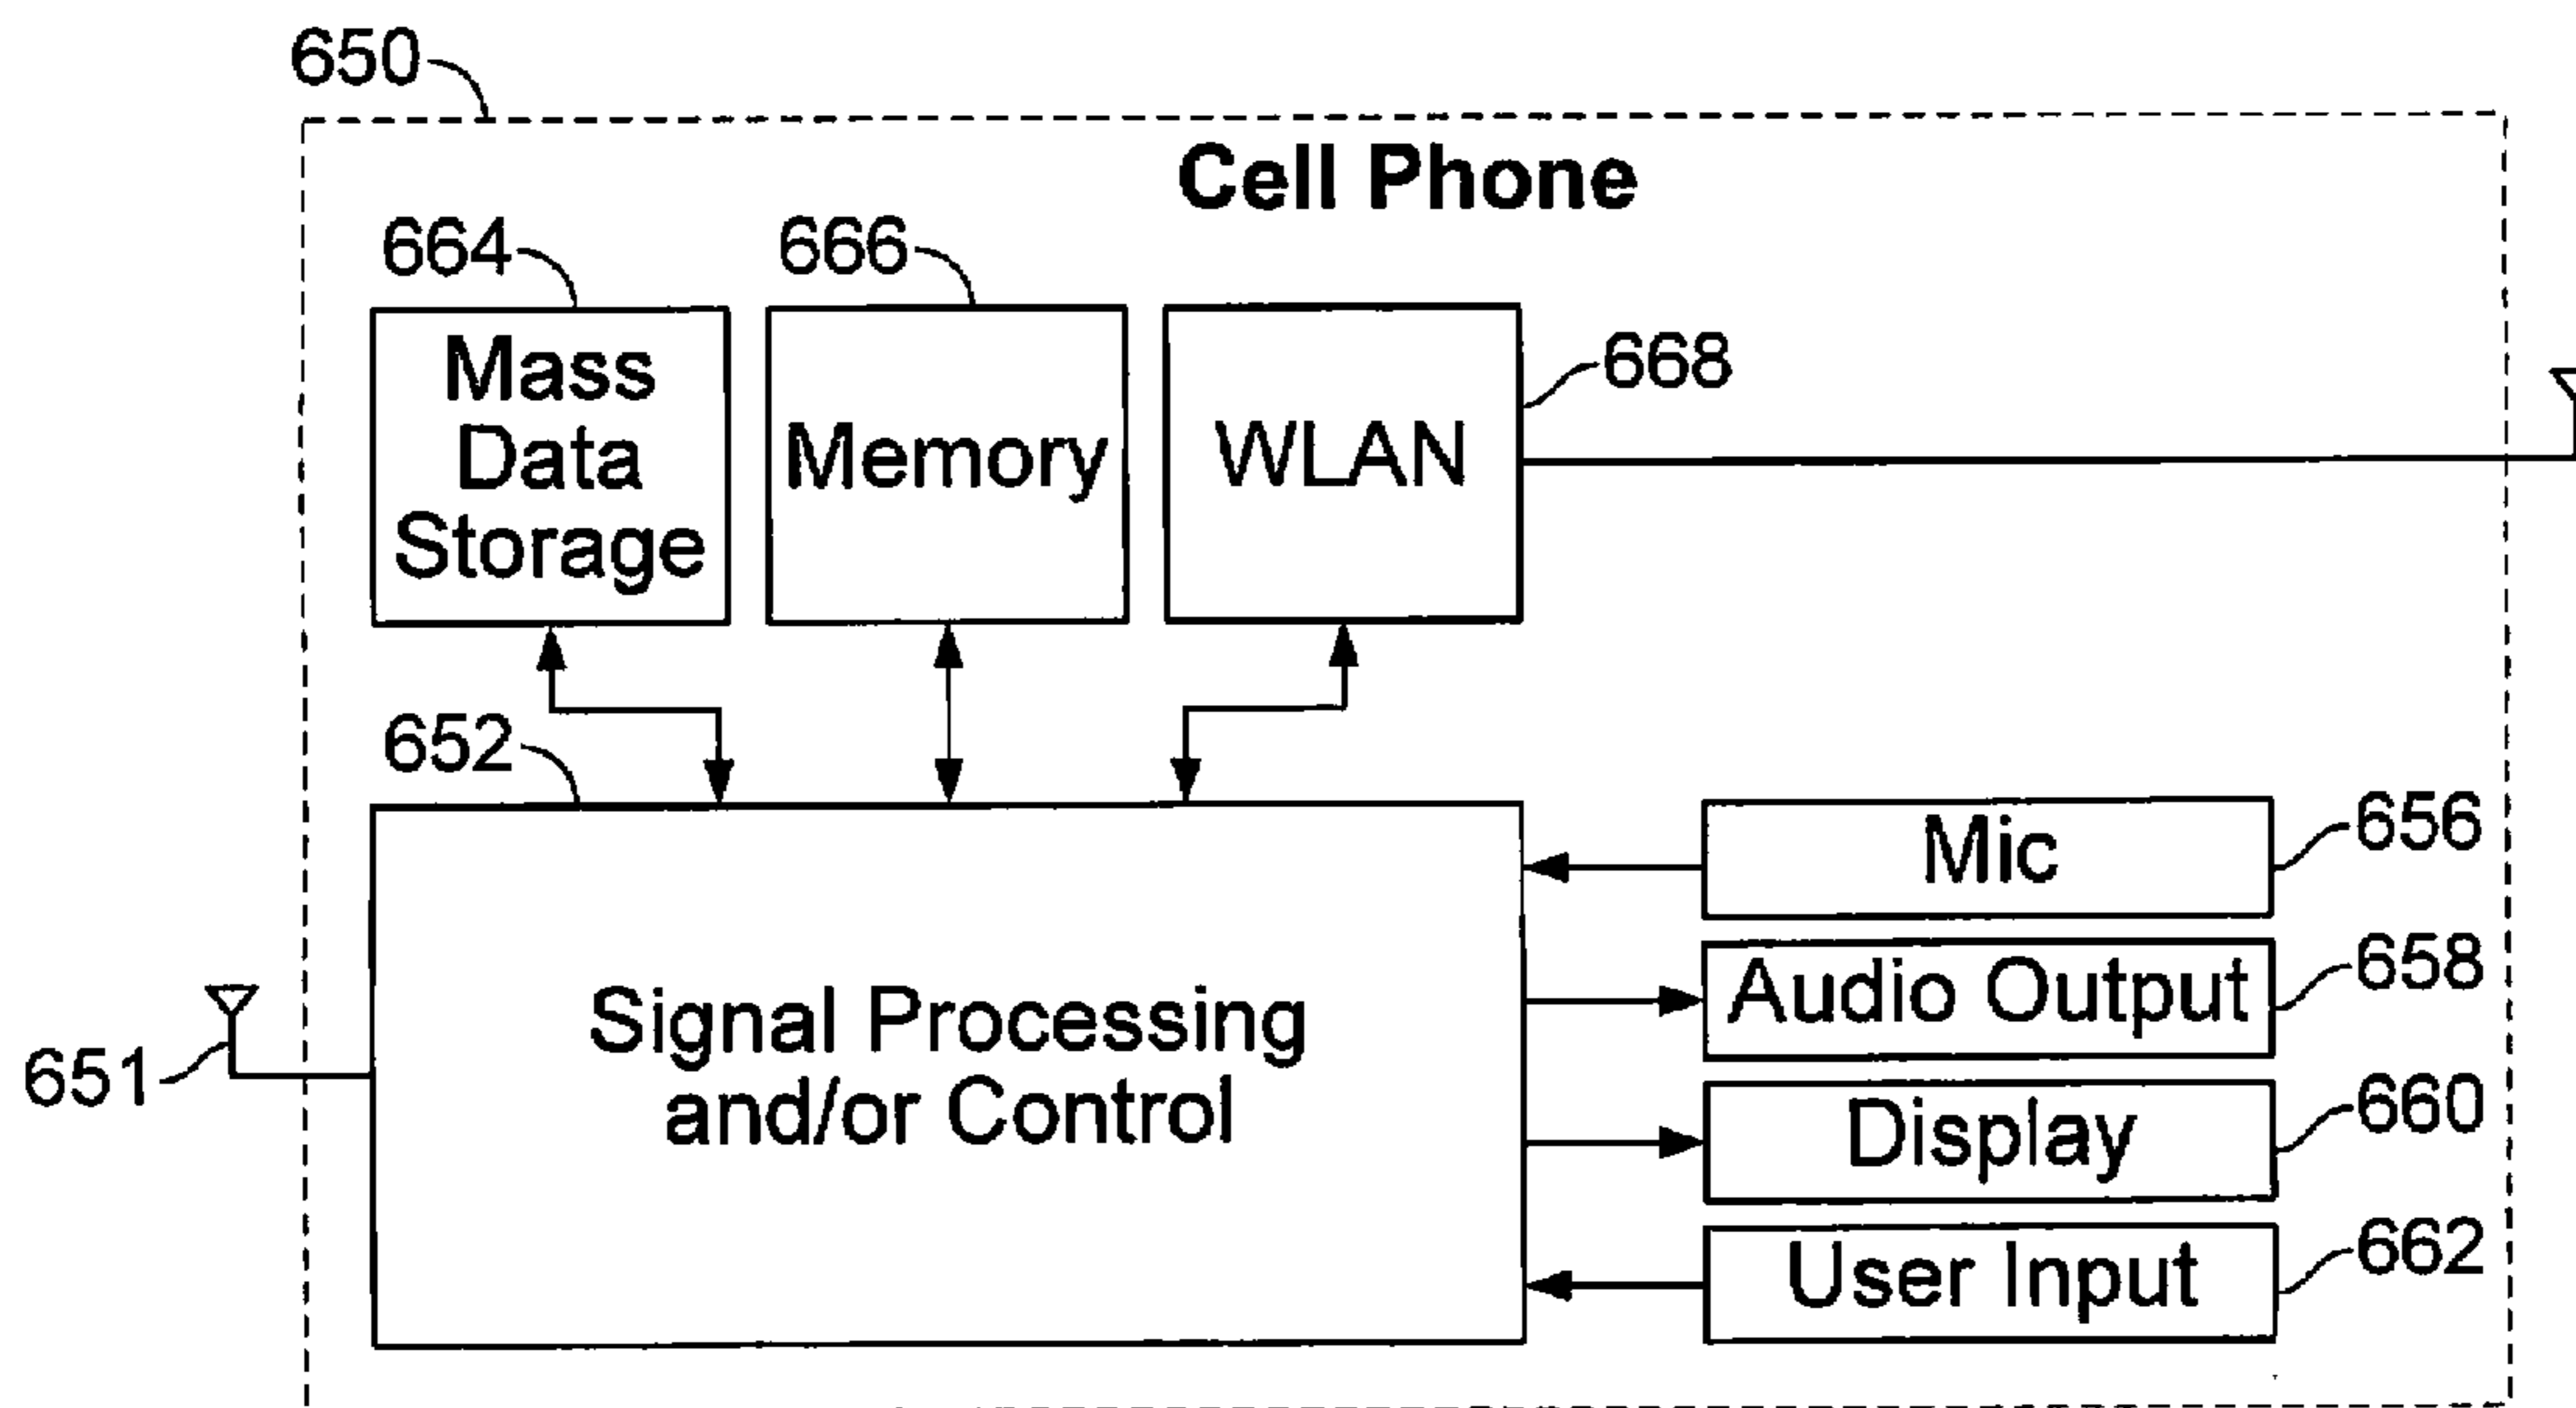 650
Cell Phone
664
666
668
Mass
Data
Storage
Memory
WLAN
652
Signal Processing
and/or Control
651
Mic
656
Audio Output
658
Display
660
User Input
662